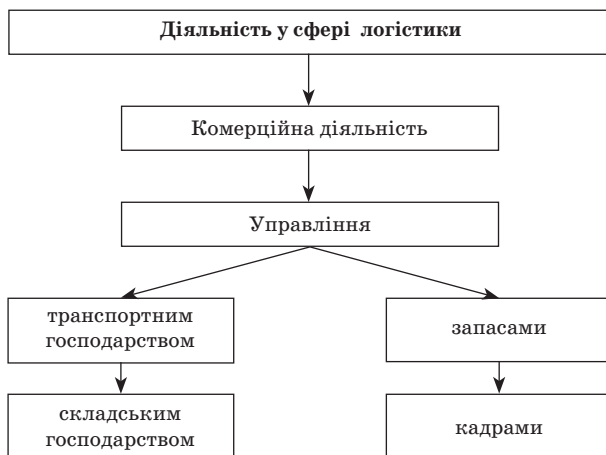 Діяльність у сфері логістики
Комерційна діяльність
Управління
транспортним
господарством
запасами
складським
господарством
кадрами